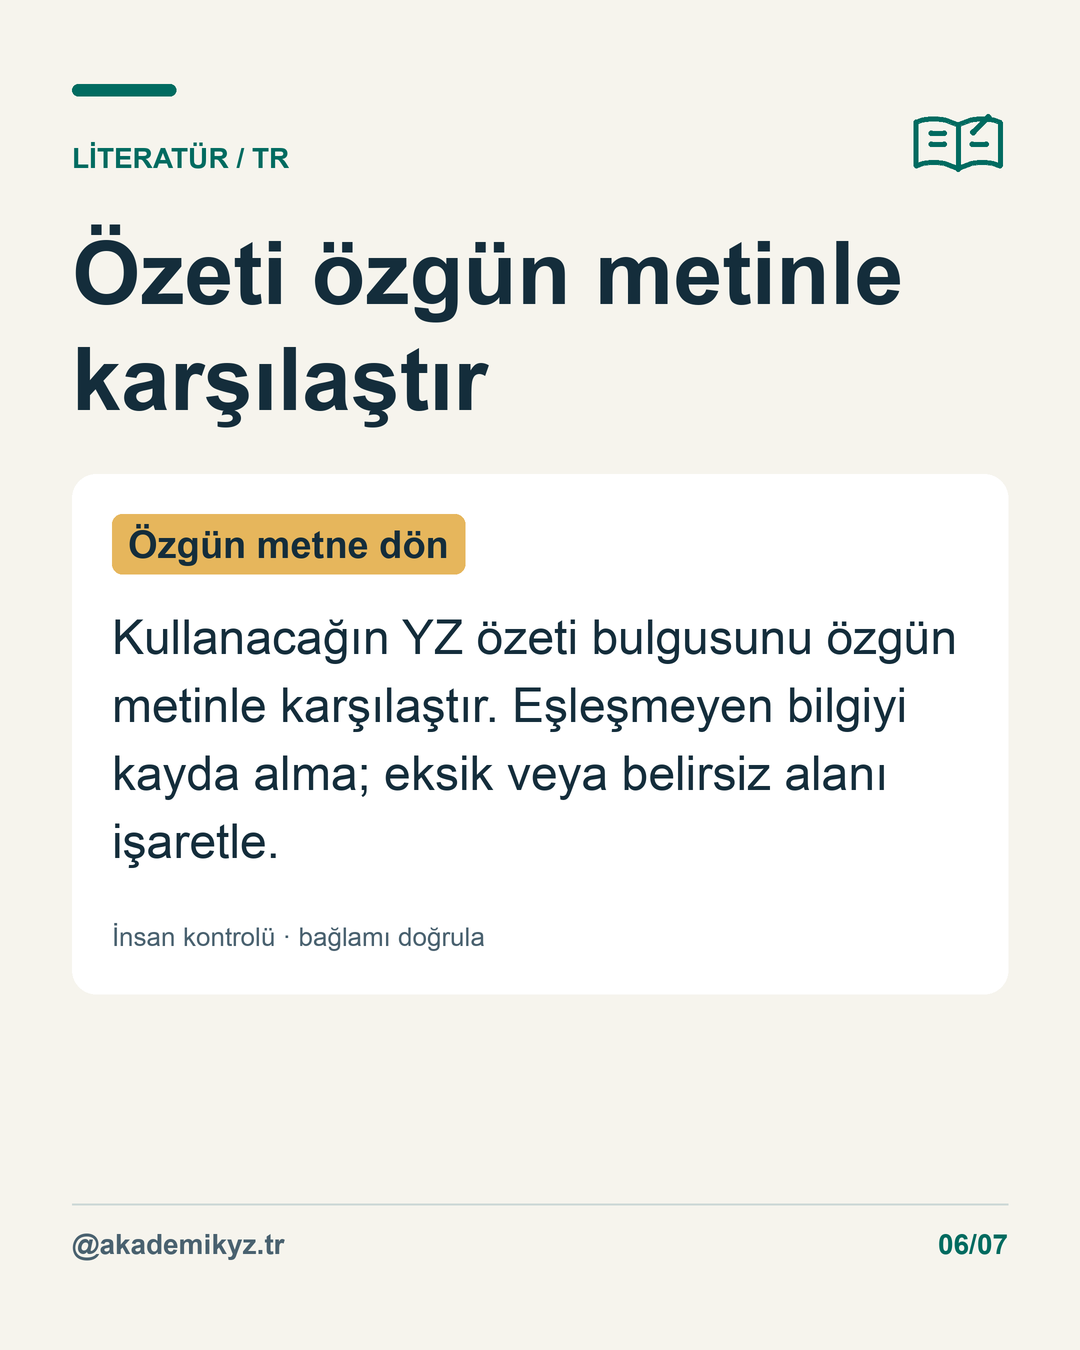 LİTERATÜR / TR
Özeti özgün metinle
karşılaştır
Özgün metne dön
Kullanacağın YZ özeti bulgusunu özgün
metinle karşılaştır. Eşleşmeyen bilgiyi
kayda alma; eksik veya belirsiz alanı
işaretle.
İnsan kontrolü · bağlamı doğrula
@akademikyz.tr
06/07